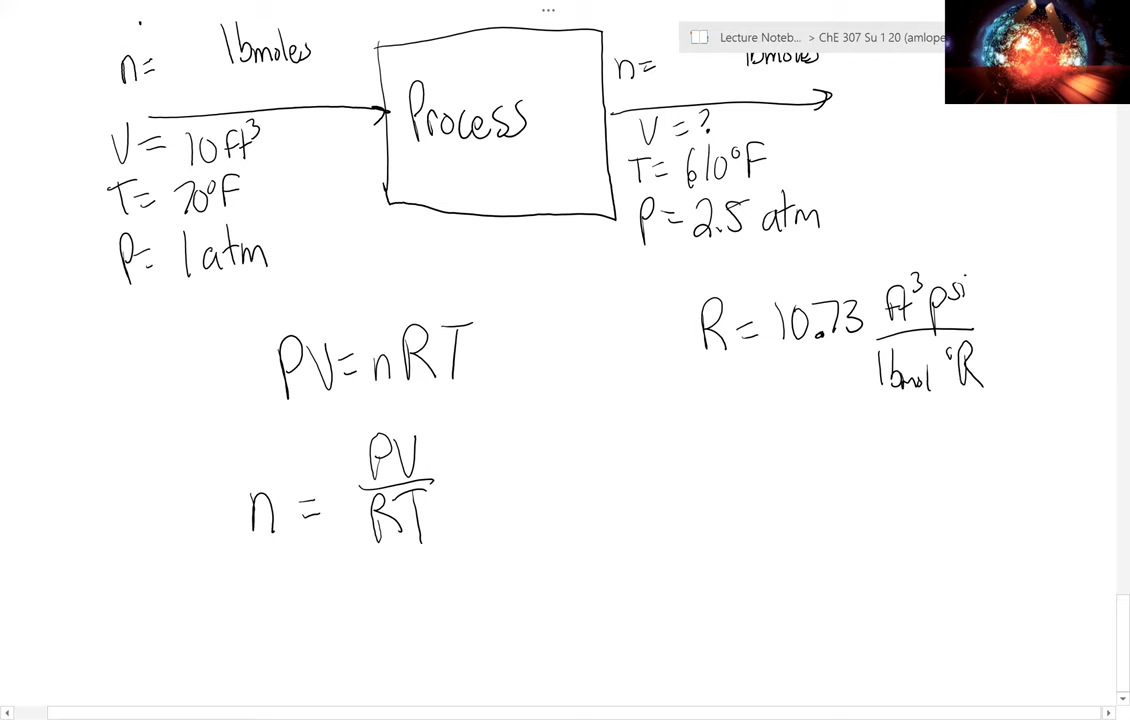 ...
Lecture Noteb... > ChE 307 Su 1 20 (amlope
n= lbmoles
Process
n= lbmoles
V = 10 ft³
T = 70°F
P = 1 atm
V = ?
T = 610°F
P = 2.5 atm
PV = nRT
R = 10.73 ft³ psi / lbmol °R
n = PV / RT